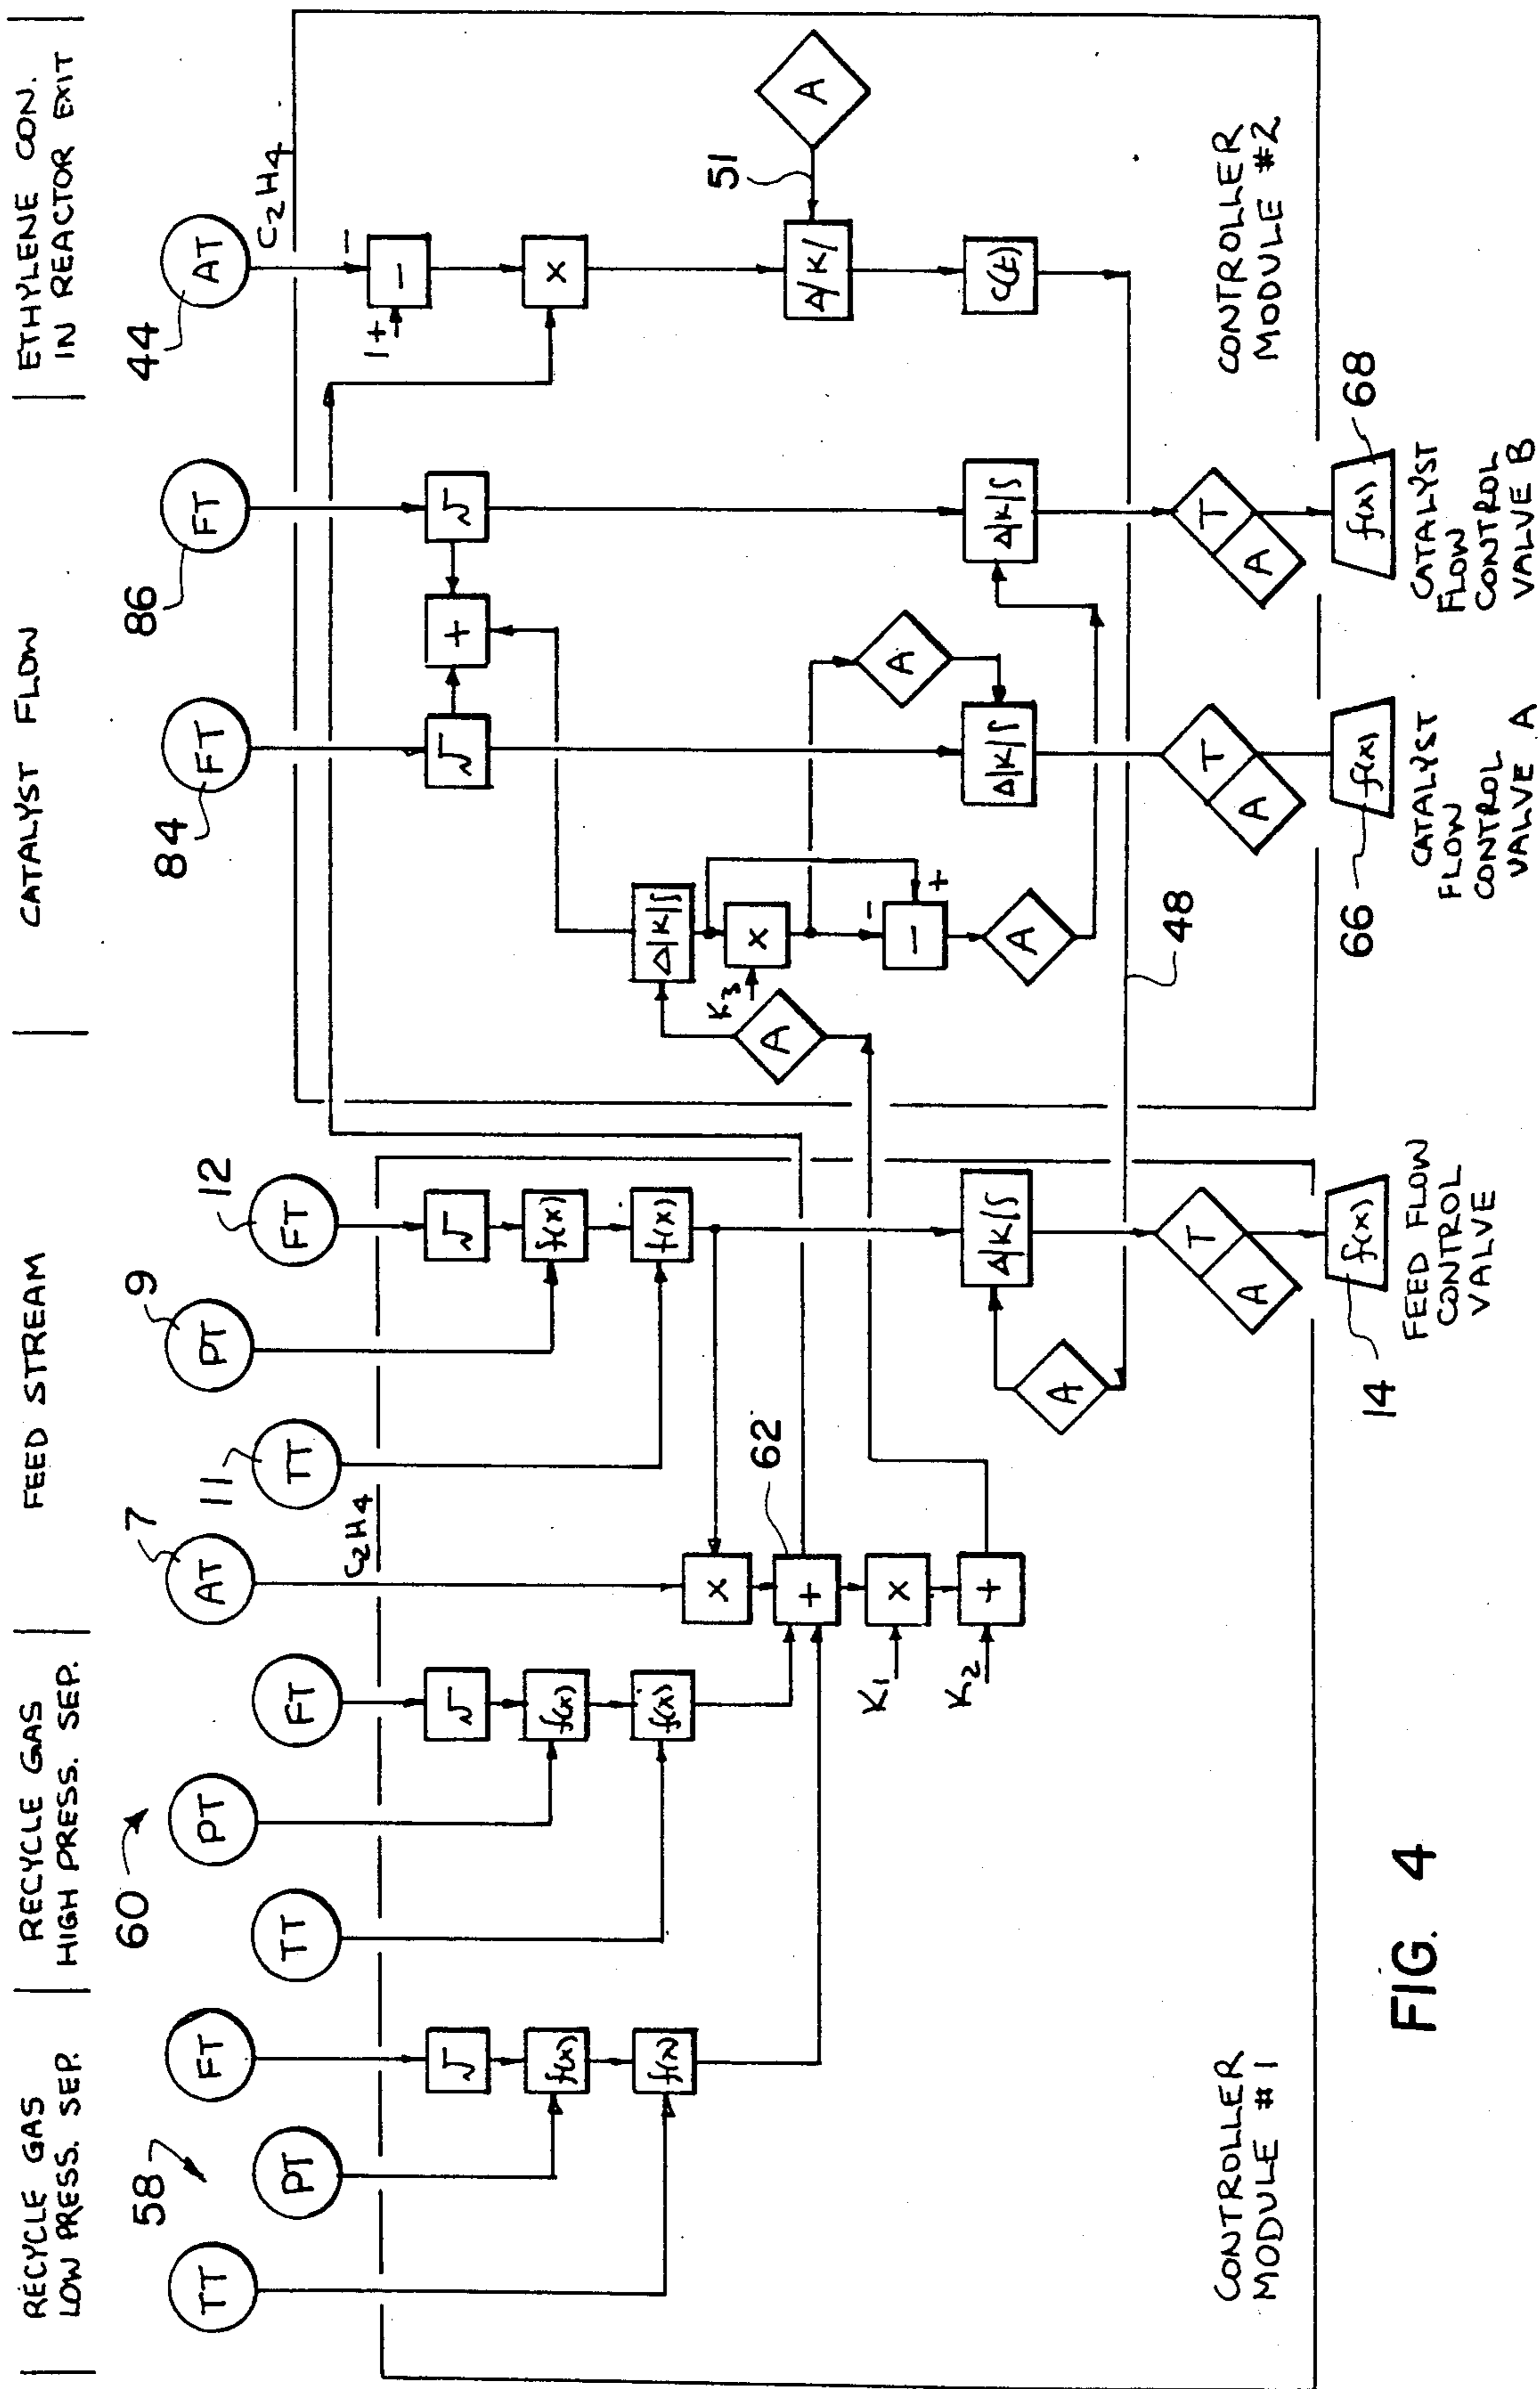 RECYCLE GAS
LOW PRESS. SEP.
RECYCLE GAS
HIGH PRESS. SEP.
FEED STREAM
CATALYST FLOW
ETHYLENE CON.
IN REACTOR EXIT
58
TT
PT
FT
60
TT
PT
FT
7
AT
C2H4
11
TT
9
PT
12
FT
84
FT
86
FT
44
AT
C2H4
√
f(x)
f(x)
√
f(x)
f(x)
√
f(x)
f(x)
√
+
√
1+
-
-
X
X
62
+
K1
X
K2
+
Δ|K|∫
K3
X
-
+
-
A
A
A
51
A
Δ|K|
C(t)
A
Δ|K|∫
Δ|K|∫
Δ|K|∫
48
T
A
T
A
T
A
14
f(x)
FEED FLOW
CONTROL
VALVE
66
f(x)
CATALYST
FLOW
CONTROL
VALVE A
68
f(x)
CATALYST
FLOW
CONTROL
VALVE B
CONTROLLER
MODULE #1
CONTROLLER
MODULE #2
FIG. 4